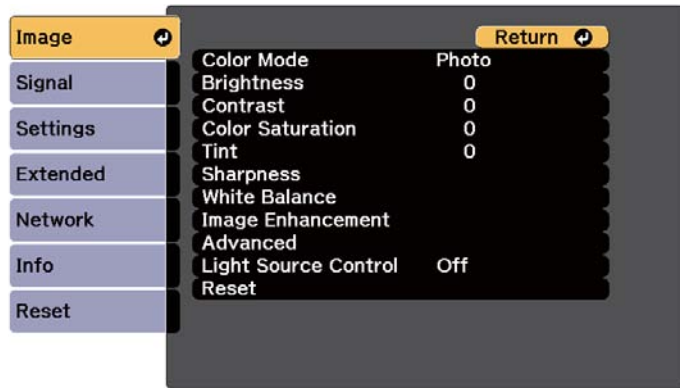 Image
Signal
Settings
Extended
Network
Info
Reset
Return
Color Mode Photo
Brightness 0
Contrast 0
Color Saturation 0
Tint 0
Sharpness
White Balance
Image Enhancement
Advanced
Light Source Control Off
Reset